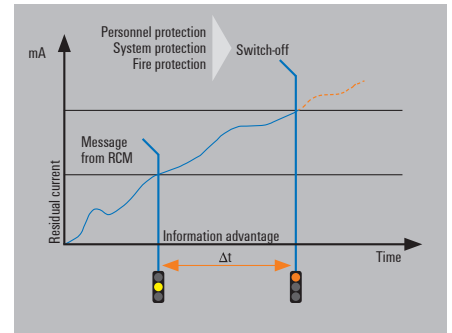 Personnel protection
System protection
Fire protection
Switch-off
mA
Message
from RCM
Residual current
Information advantage
Time
Δt